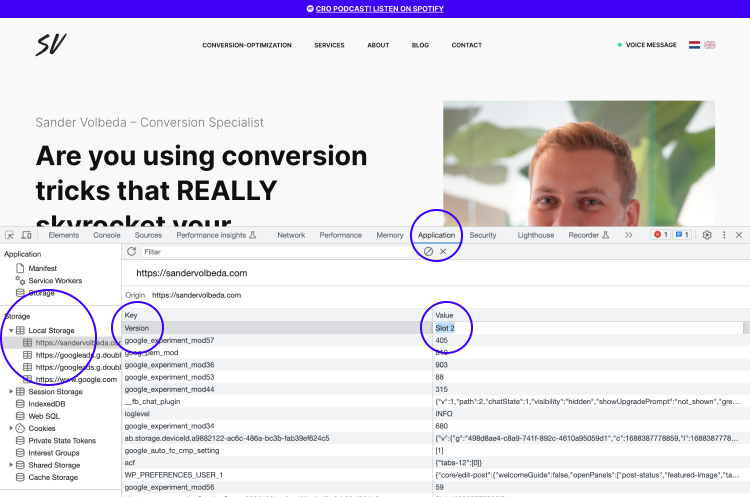 CRO PODCAST! LISTEN ON SPOTIFY
SV
CONVERSION-OPTIMIZATION SERVICES ABOUT BLOG CONTACT VOICE MESSAGE
Sander Volbeda – Conversion Specialist
Are you using conversion
tricks that REALLY
skyrocket your
Elements Console Sources Performance insights Network Performance Memory Application Security Lighthouse Recorder 1 1
Application
Manifest
Service Workers
Storage
Storage
Local Storage
https://sandervolbeda.com
https://googleads.g.doubl
https://googleads.g.doubl
https://www.google.com
Session Storage
IndexedDB
Web SQL
Cookies
Private State Tokens
Interest Groups
Shared Storage
Cache Storage
Filter
https://sandervolbeda.com
Origin https://sandervolbeda.com
Key Value
Version Slot 2
google_experiment_mod57 405
goog_pem_mod
google_experiment_mod36 903
google_experiment_mod53 88
google_experiment_mod44 315
__fb_chat_plugin {"v":1,"path":2,"chatState":1,"visibility":"hidden","showUpgradePrompt":"not_shown","gre…
loglevel INFO
google_experiment_mod34 680
ab.storage.deviceId.a9882122-ac6c-486a-bc3b-fab39ef624c5 {"v":{"g":"498d8ae4-c8a9-741f-892c-4610a95059d1","c":1688387778859,"l":1688387778…
google_auto_fc_cmp_setting [1]
acf {"tabs-12":[0]}
WP_PREFERENCES_USER_1 {"core/edit-post":{"welcomeGuide":false,"openPanels":["post-status","featured-image","ta…
google_experiment_mod56 59